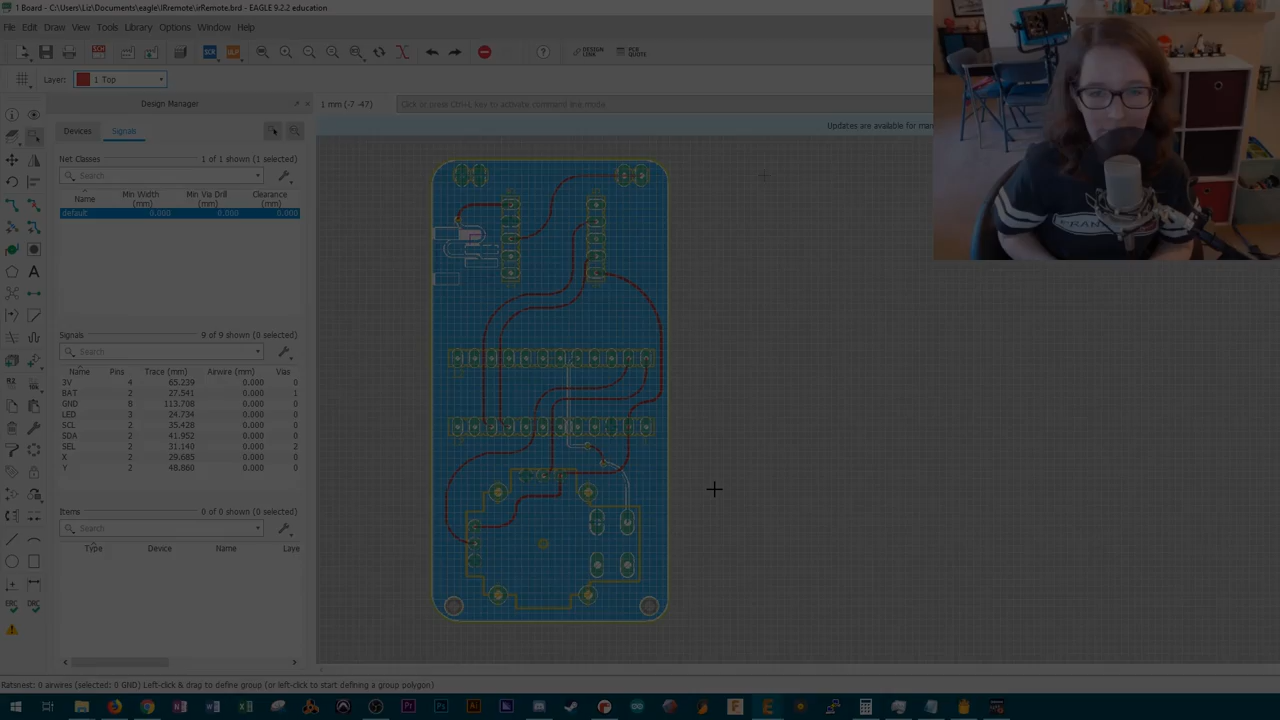 1 Board - C:\Users\Liz\Documents\eagle\IRremote\irRemote.brd - EAGLE 9.2.2 education
File Edit Draw View Tools Library Options Window Help
SCR ULP
DESIGN LINK
PCB QUOTE
Layer: 1 Top
Design Manager
1 mm (-7 -47)
Click or press Ctrl+L key to activate command line mode
Updates are available for
Devices Signals
Net Classes 1 of 1 shown (1 selected)
Search
Name Min Width (mm) Min Via Drill (mm) Clearance (mm)
default 0.000 0.000 0.000
Signals 9 of 9 shown (0 selected)
Search
Name Pins Trace (mm) Airwire (mm) Vias
3V 4 65.239 0.000 0
BAT 2 27.541 0.000 1
GND 8 113.708 0.000 0
LED 3 24.734 0.000 0
SCL 2 35.428 0.000 0
SDA 2 41.952 0.000 0
SEL 2 31.140 0.000 2
X 2 29.685 0.000 0
Y 2 48.860 0.000 0
Items 0 of 0 shown (0 selected)
Search
Type Device Name Laye
ERC DRC
Ratsnest: 0 airwires (selected: 0 GND) Left-click & drag to define group (or left-click to start defining a group polygon)